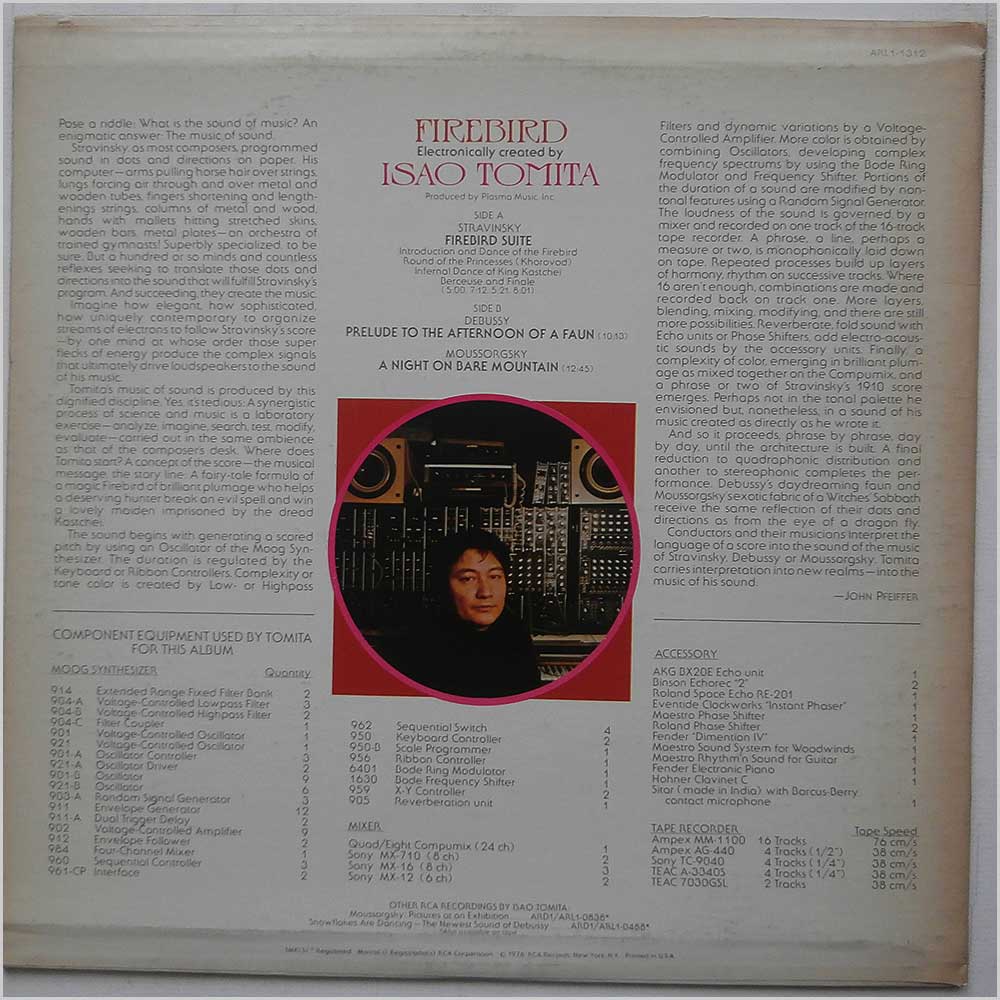 ARL1-1312
Pose a riddle: What is the sound of music? An
enigmatic answer: The music of sound.
Stravinsky, as most composers, programmed
sound in dots and directions on paper. His
computer—arms pulling horse hair over strings,
lungs forcing air through and over metal and
wooden tubes, fingers shortening and length-
enings strings, columns of metal and wood,
hands with mallets hitting stretched skins,
wooden bars, metal plates—an orchestra of
trained gymnasts! Superbly specialized, to be
sure. But a hundred or so minds and countless
reflexes seeking to translate those dots and
directions into the sound that will fulfill Stravinsky's
program. And succeeding, they create the music.
Imagine how elegant, how sophisticated,
how uniquely contemporary to organize
streams of electrons to follow Stravinsky's score
—by one mind at whose order those super
flecks of energy produce the complex signals
that ultimately drive loudspeakers to the sound
of his music.
Tomita's music of sound is produced by this
dignified discipline. Yes, it's tedious. A synergistic
process of science and music is a laboratory
exercise—analyze, imagine, search, test, modify,
evaluate—carried out in the same ambience
as that of the composer's desk. Where does
Tomita start? A concept of the score—the musical
message, the story line. A fairy-tale formula of
a magic Firebird of brilliant plumage who helps
a deserving hunter break an evil spell and win
a lovely maiden imprisoned by the dread
Kastchei.
The sound begins with generating a scored
pitch by using an Oscillator of the Moog Syn-
thesizer. The duration is regulated by the
Keyboard or Ribbon Controllers. Complexity or
tone color is created by Low- or Highpass
FIREBIRD
Electronically created by
ISAO TOMITA
Produced by Plasma Music, Inc.
SIDE A
STRAVINSKY
FIREBIRD SUITE
Introduction and Dance of the Firebird
Round of the Princesses (Khorovod)
Infernal Dance of King Kastchei
Berceuse and Finale
(5:00, 7:12, 5:21, 8:01)
SIDE B
DEBUSSY
PRELUDE TO THE AFTERNOON OF A FAUN (10:13)
MOUSSORGSKY
A NIGHT ON BARE MOUNTAIN (12:45)
Filters and dynamic variations by a Voltage-
Controlled Amplifier. More color is obtained by
combining Oscillators, developing complex
frequency spectrums by using the Bode Ring
Modulator and Frequency Shifter. Portions of
the duration of a sound are modified by non-
tonal features using a Random Signal Generator.
The loudness of the sound is governed by a
mixer and recorded on one track of the 16-track
tape recorder. A phrase, a line, perhaps a
measure or two, is monophonically laid down
on tape. Repeated processes build up layers
of harmony, rhythm on successive tracks. Where
16 aren't enough, combinations are made and
recorded back on track one. More layers,
blending, mixing, modifying, and there are still
more possibilities. Reverberate, fold sound with
Echo units or Phase Shifters, add electro-acous-
tic sounds by the accessory units. Finally, a
complexity of color, emerging in brilliant plum-
age as mixed together on the Compumix, and
a phrase or two of Stravinsky's 1910 score
emerges. Perhaps not in the tonal palette he
envisioned but, nonetheless, in a sound of his
music created as directly as he wrote it.
And so it proceeds, phrase by phrase, day
by day, until the architecture is built. A final
reduction to quadraphonic distribution and
another to stereophonic completes the per-
formance. Debussy's daydreaming faun and
Moussorgsky's exotic fabric of a Witches' Sabbath
receive the same reflection of their dots and
directions as from the eye of a dragon fly.
Conductors and their musicians interpret the
language of a score into the sound of the music
of Stravinsky, Debussy or Moussorgsky. Tomita
carries interpretation into new realms—into the
music of his sound.
—JOHN PFEIFFER
COMPONENT EQUIPMENT USED BY TOMITA
FOR THIS ALBUM
MOOG SYNTHESIZER Quantity
914 Extended Range Fixed Filter Bank 2
904-A Voltage-Controlled Lowpass Filter 3
904-B Voltage-Controlled Highpass Filter 2
904-C Filter Coupler 1
901 Voltage-Controlled Oscillator 1
921 Voltage-Controlled Oscillator 1
901-A Oscillator Controller 3
921-A Oscillator Driver 2
901-B Oscillator 9
921-B Oscillator 6
903-A Random Signal Generator 3
911 Envelope Generator 12
911-A Dual Trigger Delay 2
902 Voltage-Controlled Amplifier 9
912 Envelope Follower 2
984 Four-Channel Mixer 1
960 Sequential Controller 3
961-CP Interface 2
962 Sequential Switch 4
950 Keyboard Controller 2
950-B Scale Programmer 1
956 Ribbon Controller 1
6401 Bode Ring Modulator 1
1630 Bode Frequency Shifter 1
959 X-Y Controller 2
905 Reverberation unit 1
MIXER
Quad/Eight Compumix (24 ch) 1
Sony MX-710 (8 ch) 2
Sony MX-16 (8 ch) 3
Sony MX-12 (6 ch) 2
ACCESSORY
AKG BX20E Echo unit 1
Binson Echorec "2" 2
Roland Space Echo RE-201 1
Eventide Clockworks "Instant Phaser" 1
Maestro Phase Shifter 1
Roland Phase Shifter 2
Fender "Dimention IV" 1
Maestro Sound System for Woodwinds 1
Maestro Rhythm'n Sound for Guitar 1
Fender Electronic Piano 1
Hohner Clavinet C 1
Sitar (made in India) with Barcus-Berry
contact microphone 1
TAPE RECORDER Tape Speed
Ampex MM-1100 16 Tracks 76 cm/s
Ampex AG-440 4 Tracks (1/2") 38 cm/s
Sony TC-9040 4 Tracks (1/4") 38 cm/s
TEAC A-3340S 4 Tracks (1/4") 38 cm/s
TEAC 7030GSL 2 Tracks 38 cm/s
OTHER RCA RECORDINGS BY ISAO TOMITA:
Moussorgsky: Pictures at an Exhibition ARD1/ARL1-0838*
Snowflakes Are Dancing—The Newest Sound of Debussy ARD1/ARL1-0488*
*Also available on tape
TMK(s) ® Registered • Marca(s) Registrada(s) RCA Corporation. © 1976, RCA Records, New York, N.Y. • Printed in U.S.A.